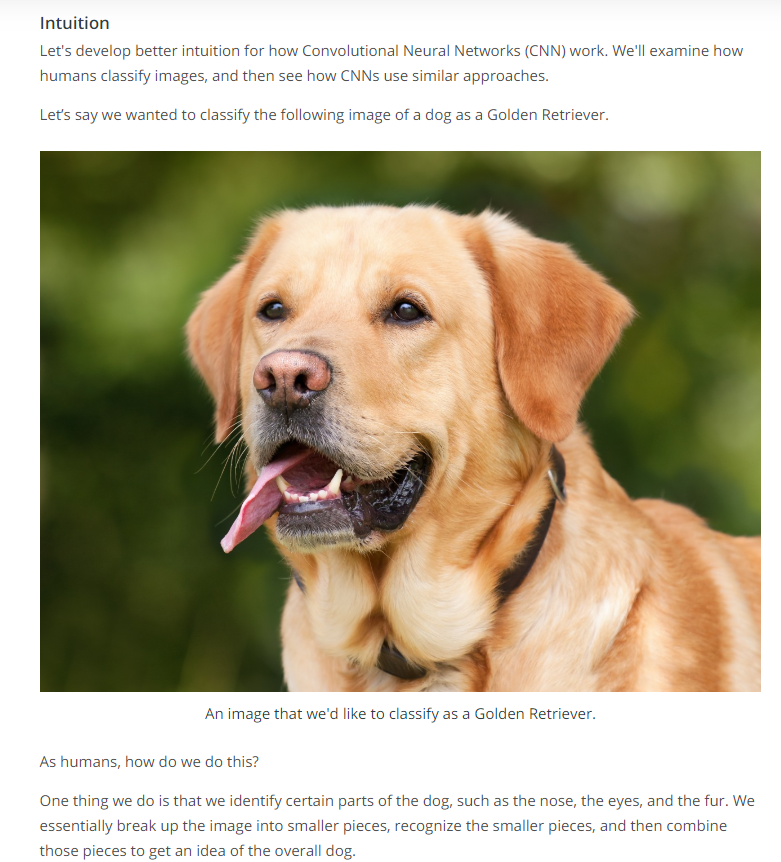 Intuition
Let's develop better intuition for how Convolutional Neural Networks (CNN) work. We'll examine how
humans classify images, and then see how CNNs use similar approaches.
Let’s say we wanted to classify the following image of a dog as a Golden Retriever.
An image that we'd like to classify as a Golden Retriever.
As humans, how do we do this?
One thing we do is that we identify certain parts of the dog, such as the nose, the eyes, and the fur. We
essentially break up the image into smaller pieces, recognize the smaller pieces, and then combine
those pieces to get an idea of the overall dog.